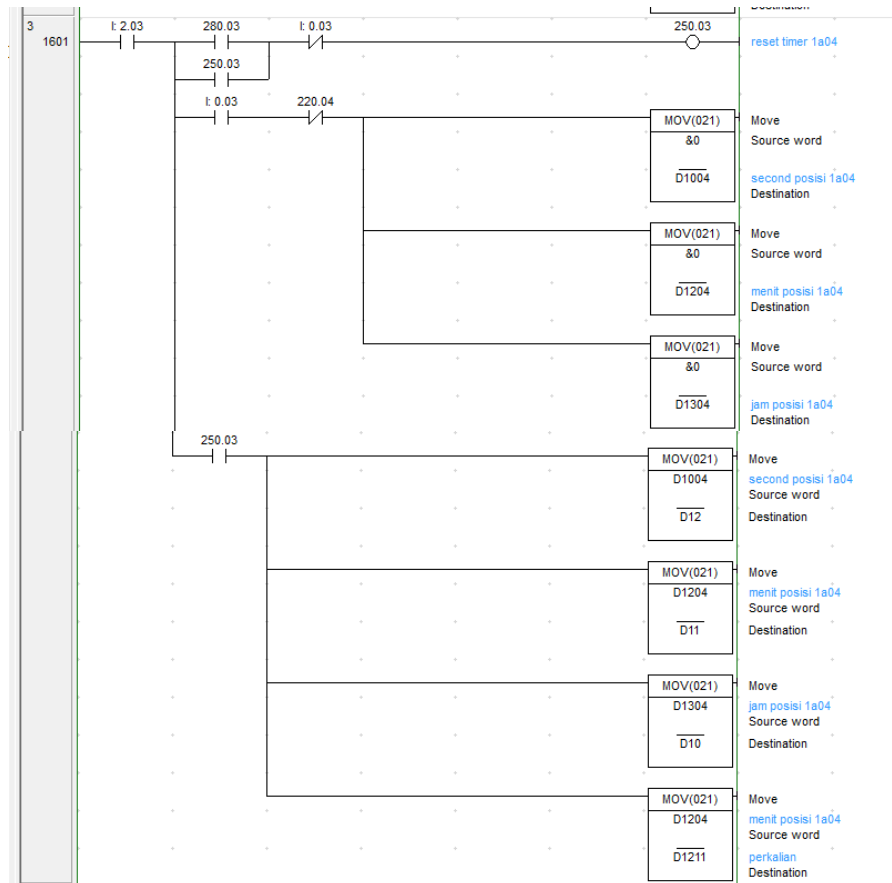 3
1601
I: 2.03
280.03
I: 0.03
250.03
reset timer 1a04
250.03
I: 0.03
220.04
MOV(021)
Move
&0
Source word
D1004
second posisi 1a04
Destination
MOV(021)
Move
&0
Source word
D1204
menit posisi 1a04
Destination
MOV(021)
Move
&0
Source word
D1304
jam posisi 1a04
Destination
250.03
MOV(021)
Move
D1004
second posisi 1a04
Source word
D12
Destination
MOV(021)
Move
D1204
menit posisi 1a04
Source word
D11
Destination
MOV(021)
Move
D1304
jam posisi 1a04
Source word
D10
Destination
MOV(021)
Move
D1204
menit posisi 1a04
Source word
D1211
perkalian
Destination